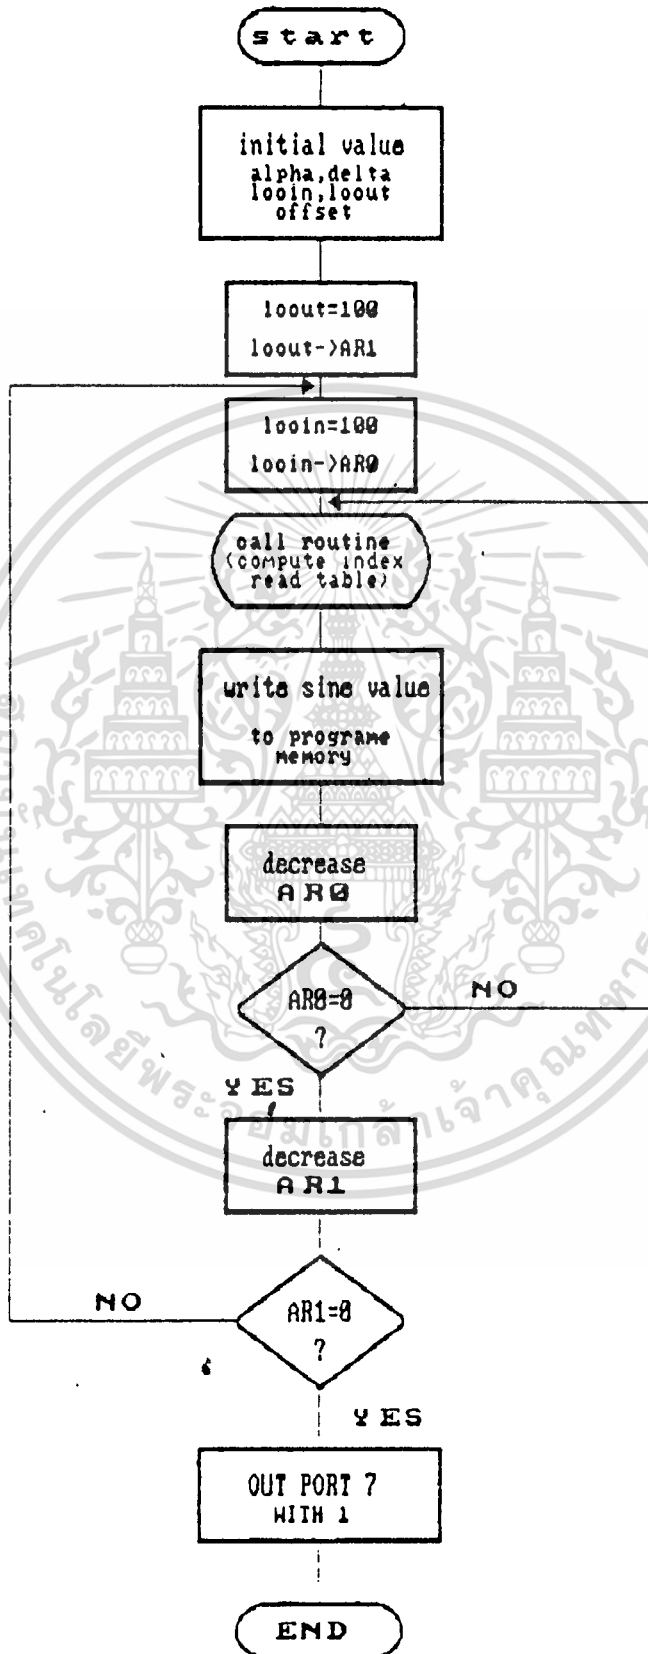 start
initial value
alpha,delta
looin,loout
offset
loout=100
loout->AR1
looin=100
looin->AR0
call routine
(compute index
read table)
write sine value
to programe
memory
decrease
AR0
AR0=0
?
NO
YES
decrease
AR1
AR1=0
?
NO
YES
OUT PORT 7
WITH 1
END